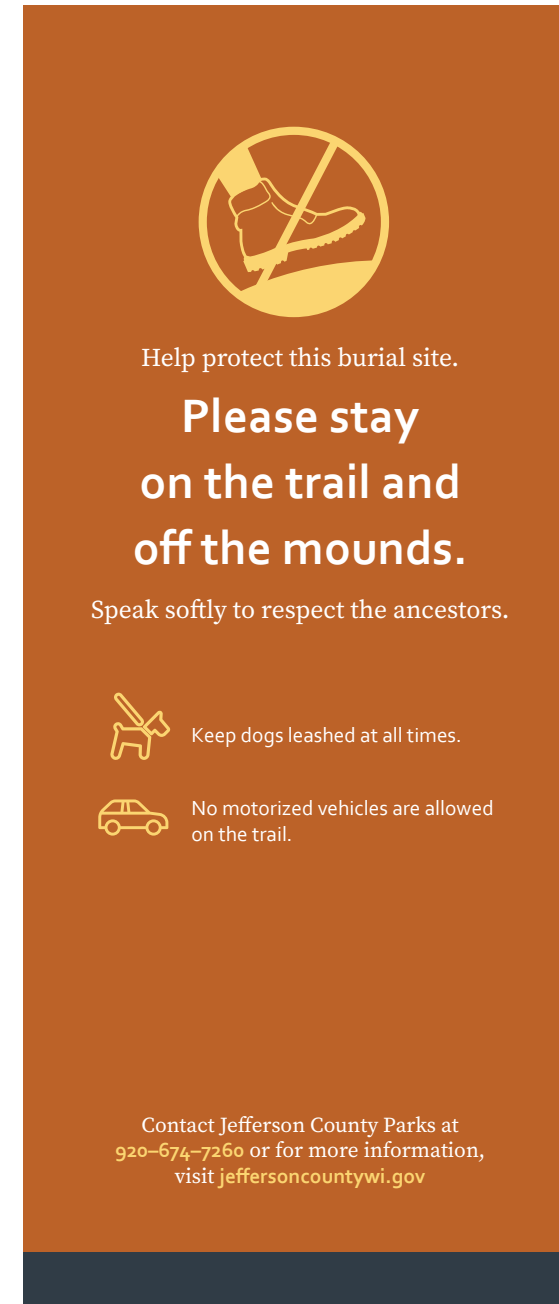 Help protect this burial site.
Please stay
on the trail and
off the mounds.
Speak softly to respect the ancestors.
Keep dogs leashed at all times.
No motorized vehicles are allowed
on the trail.
Contact Jefferson County Parks at
920–674–7260 or for more information,
visit jeffersoncountywi.gov